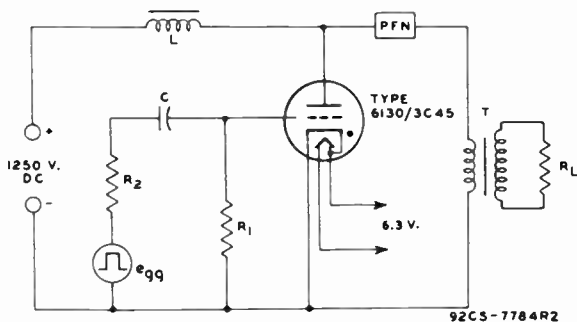 L
PFN
TYPE
6130/3C45
C
T
+
1250 V.
DC
-
R2
R1
RL
6.3 V.
egg
92CS-7784R2